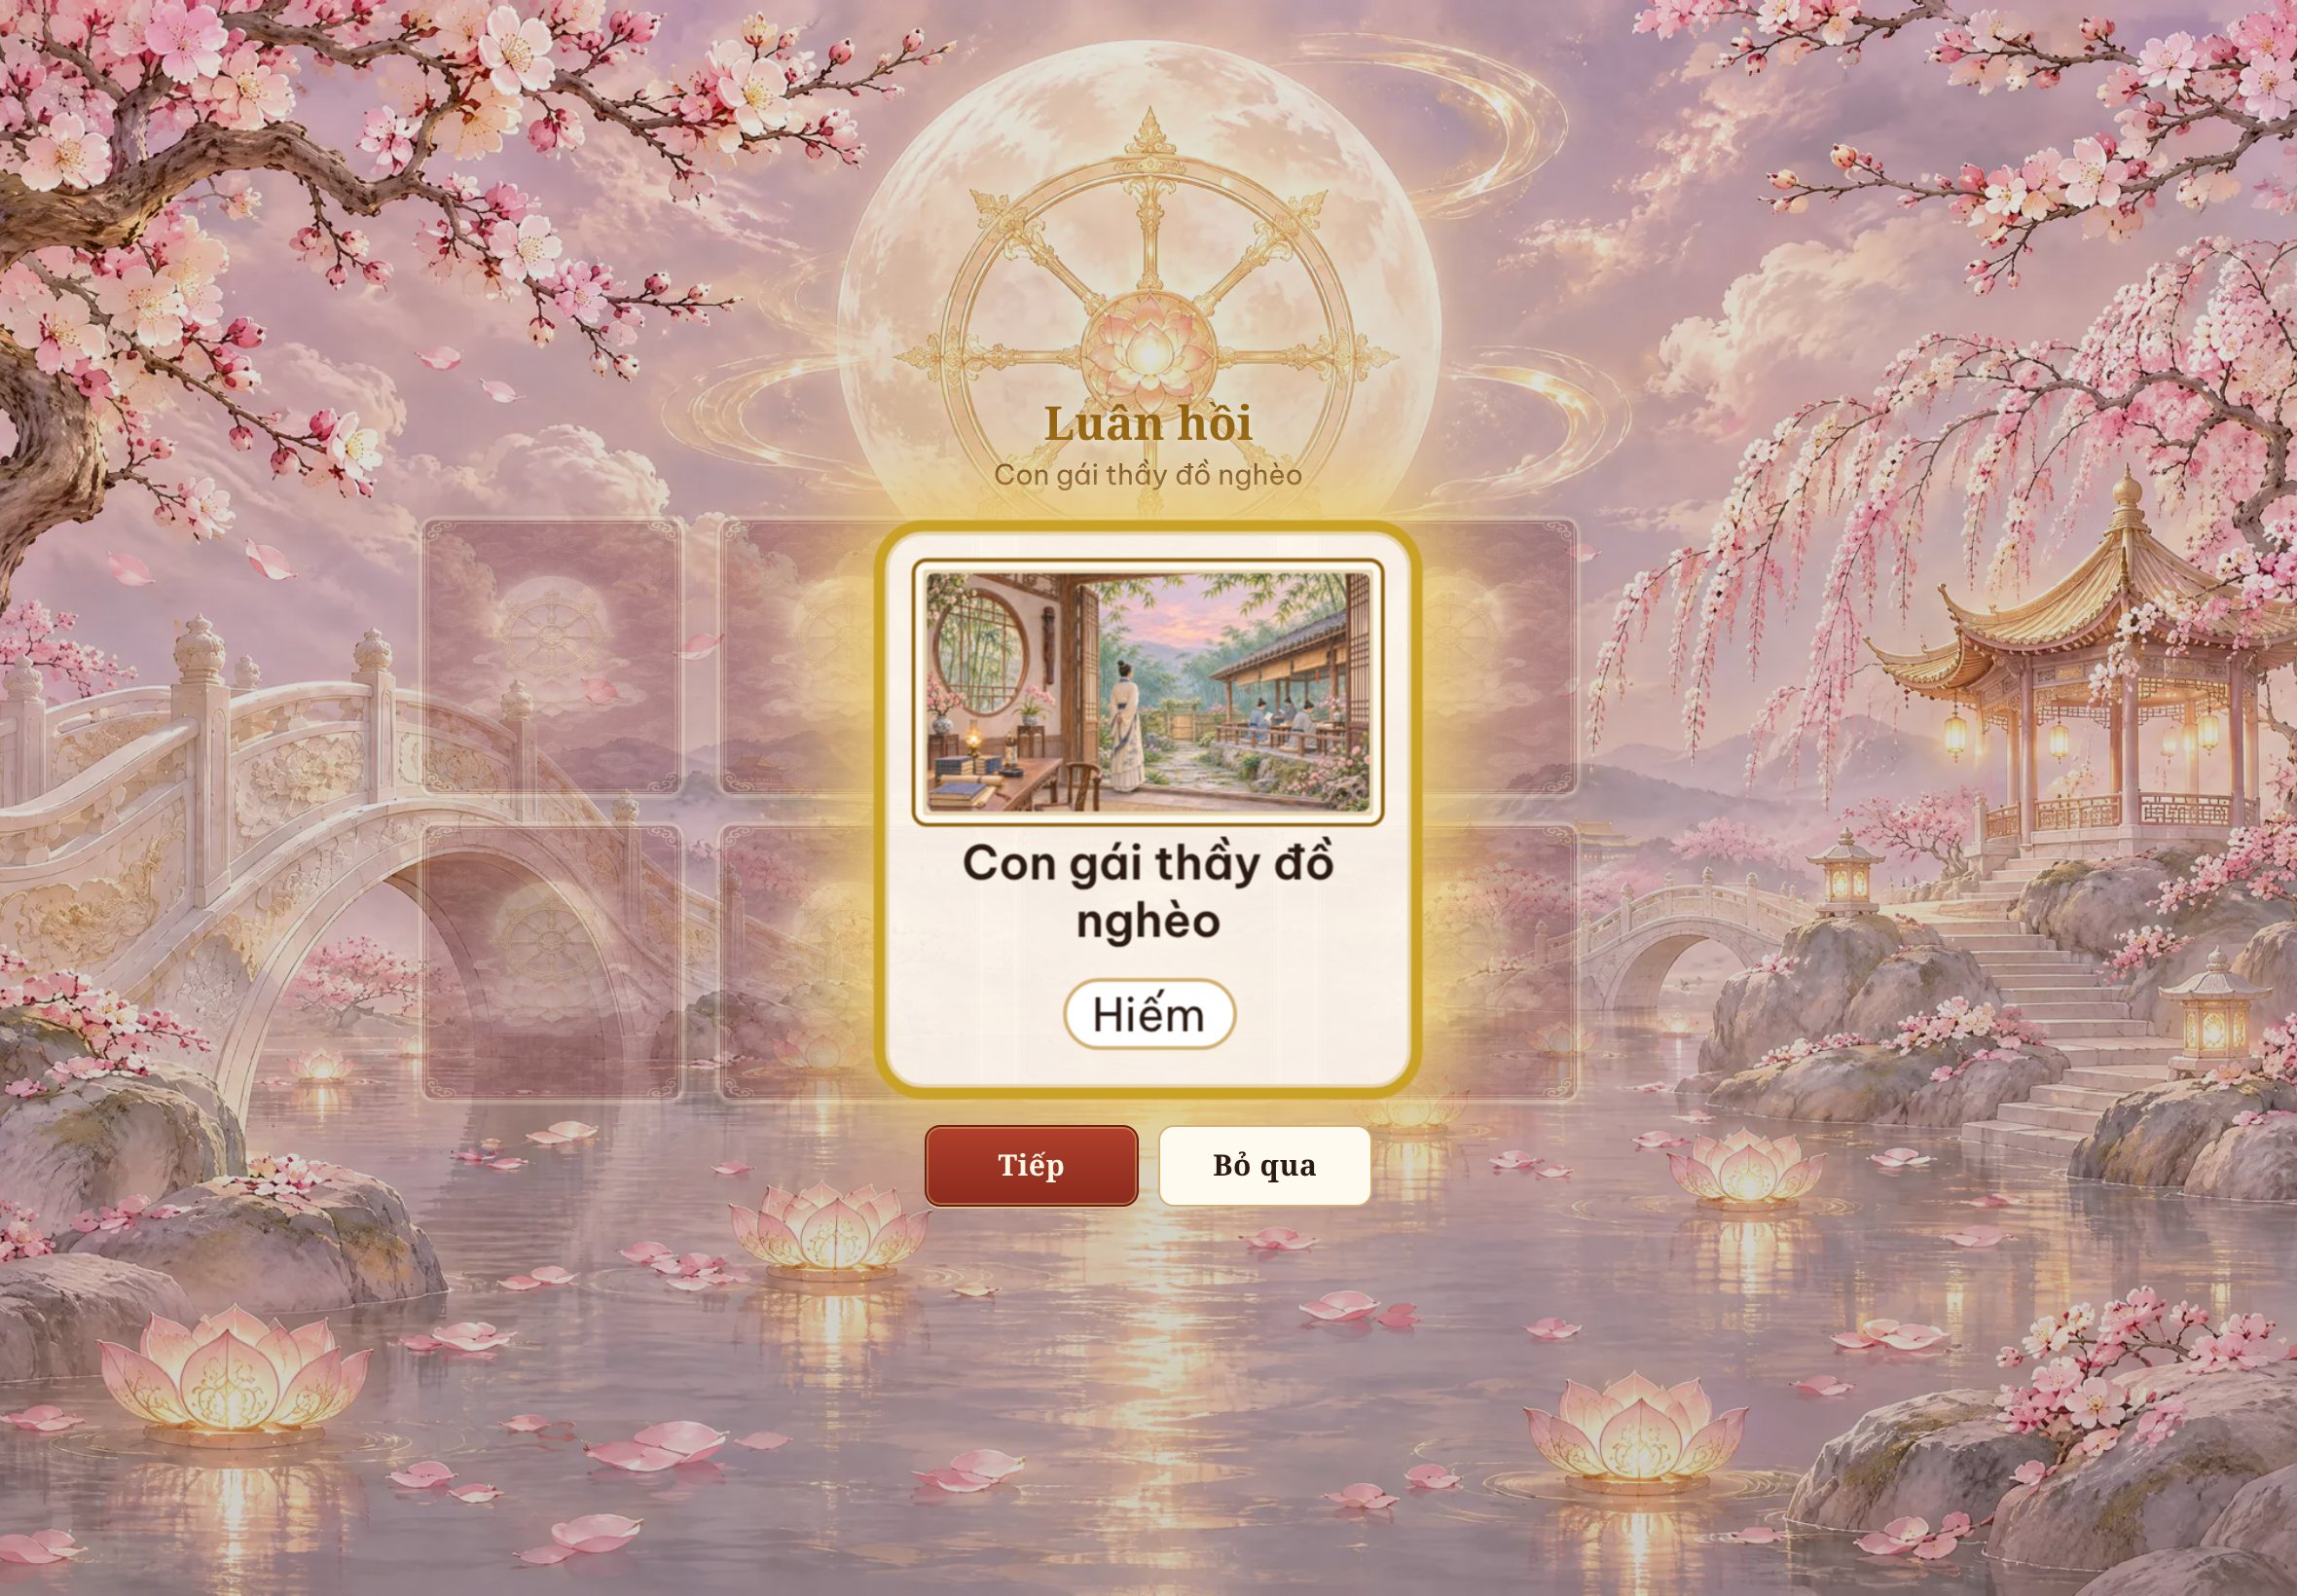 Luân hồi
Con gái thầy đồ nghèo
Con gái thầy đồ
nghèo
Hiếm
Tiếp
Bỏ qua